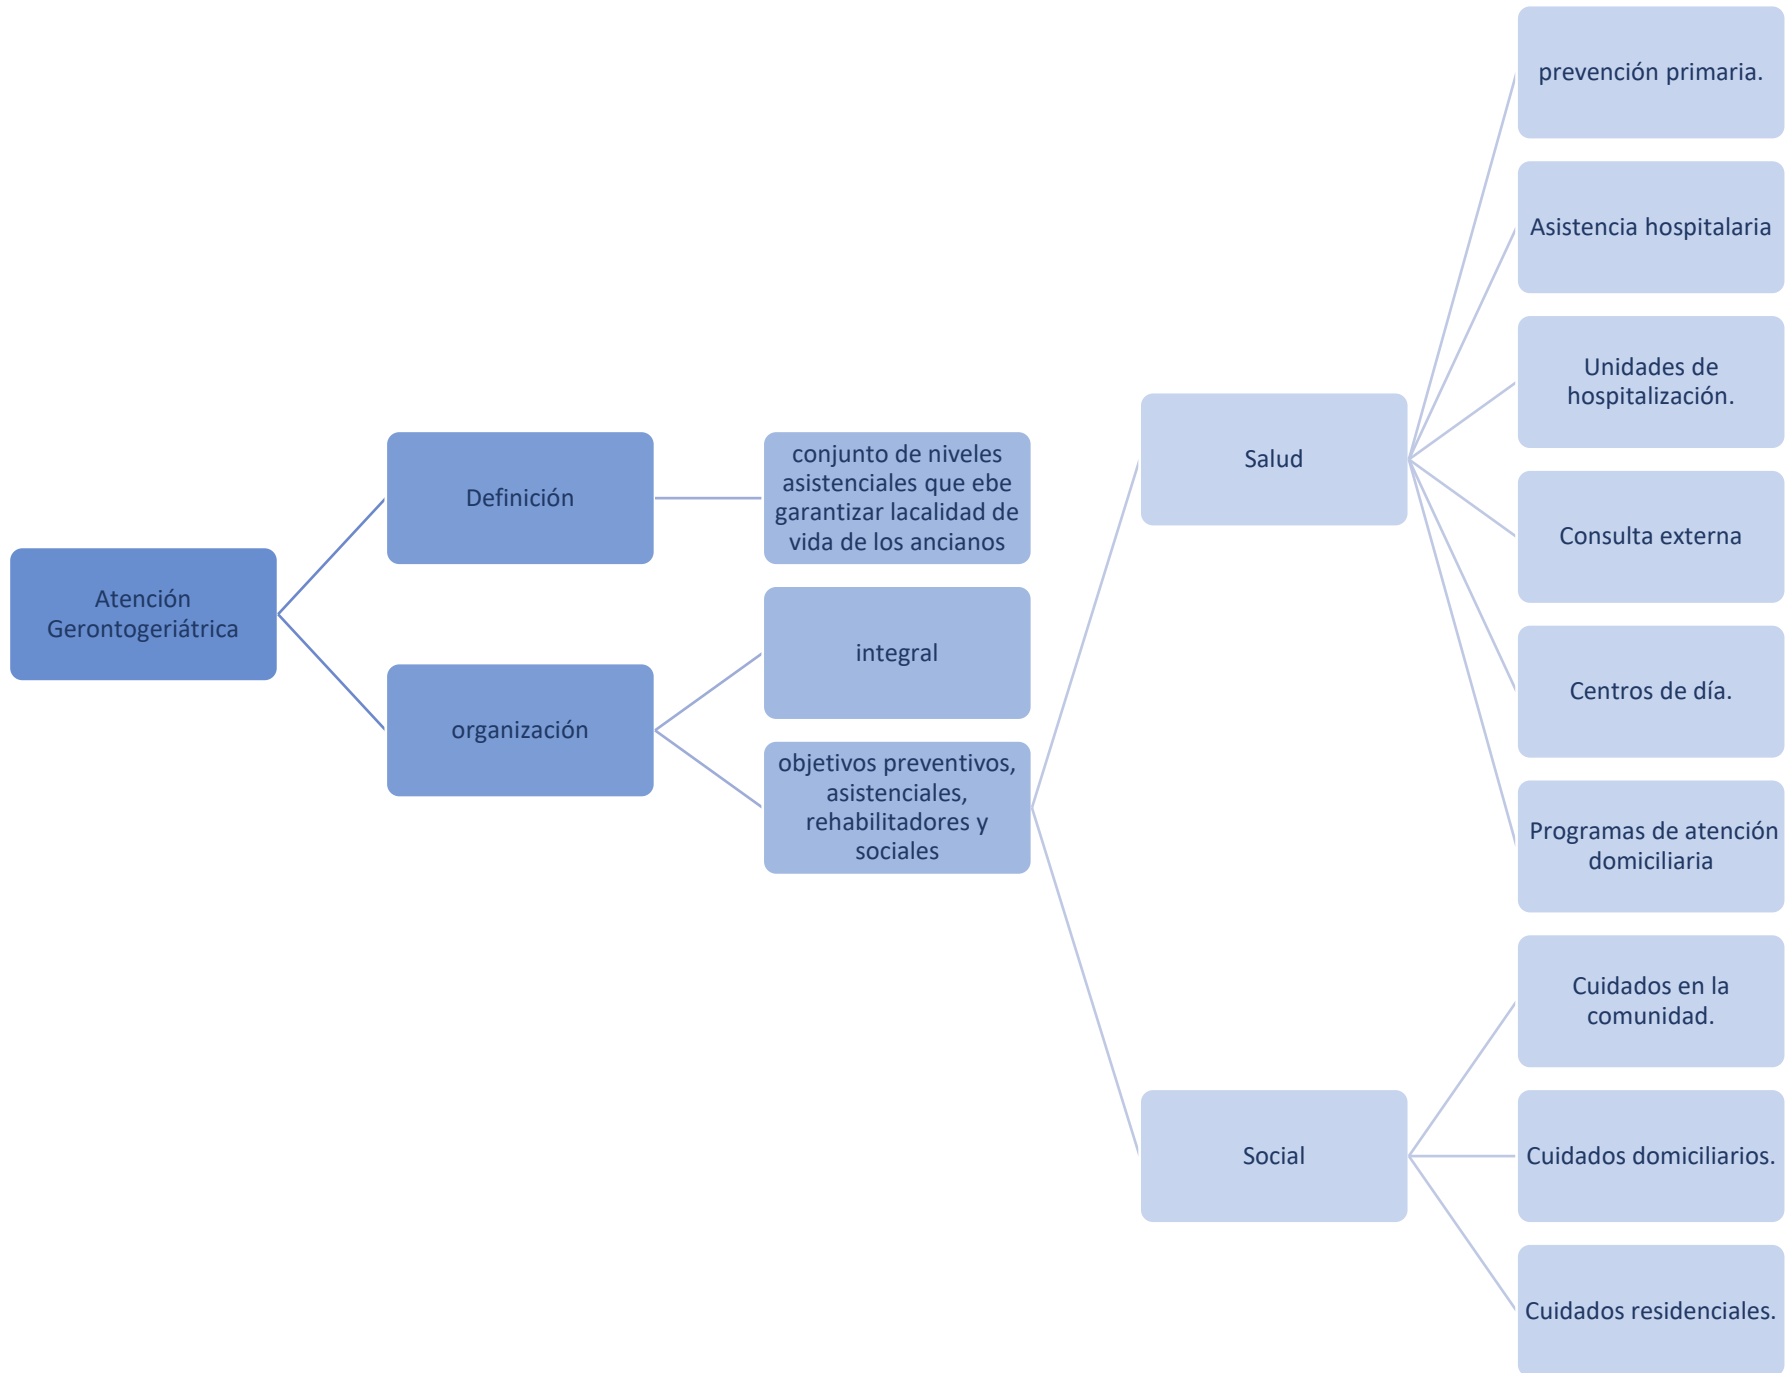 Atención
Gerontogeriátrica
Definición
conjunto de niveles
asistenciales que ebe
garantizar lacalidad de
vida de los ancianos
organización
integral
objetivos preventivos,
asistenciales,
rehabilitadores y
sociales
Salud
prevención primaria.
Asistencia hospitalaria
Unidades de
hospitalización.
Consulta externa
Centros de día.
Programas de atención
domiciliaria
Social
Cuidados en la
comunidad.
Cuidados domiciliarios.
Cuidados residenciales.